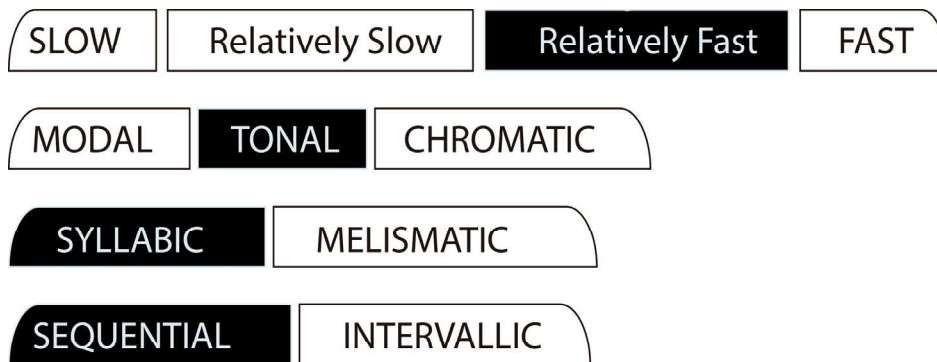 SLOW Relatively Slow Relatively Fast FAST
MODAL TONAL CHROMATIC
SYLLABIC MELISMATIC
SEQUENTIAL INTERVALLIC